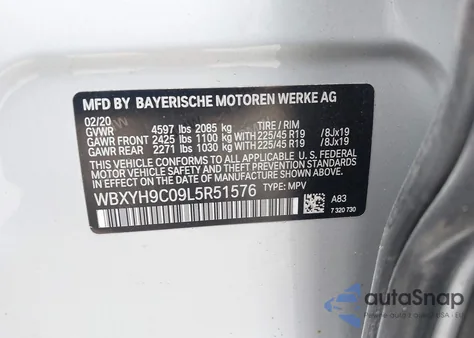 MFD BY BAYERISCHE MOTOREN WERKE AG
02/20
GVWR 4597 lbs 2085 kg TIRE / RIM
GAWR FRONT 2425 lbs 1100 kg WITH 225/45 R19 /8Jx19
GAWR REAR 2271 lbs 1030 kg WITH 225/45 R19 /8Jx19
THIS VEHICLE CONFORMS TO ALL APPLICABLE U. S. FEDERAL
MOTOR VEHICLE SAFETY, BUMPER, AND THEFT PREVENTION
STANDARDS IN EFFECT ON THE DATE OF MANUFACTURE
SHOWN ABOVE.
WBXYH9C09L5R51576 TYPE: MPV A83
7 320 730
autoSnap